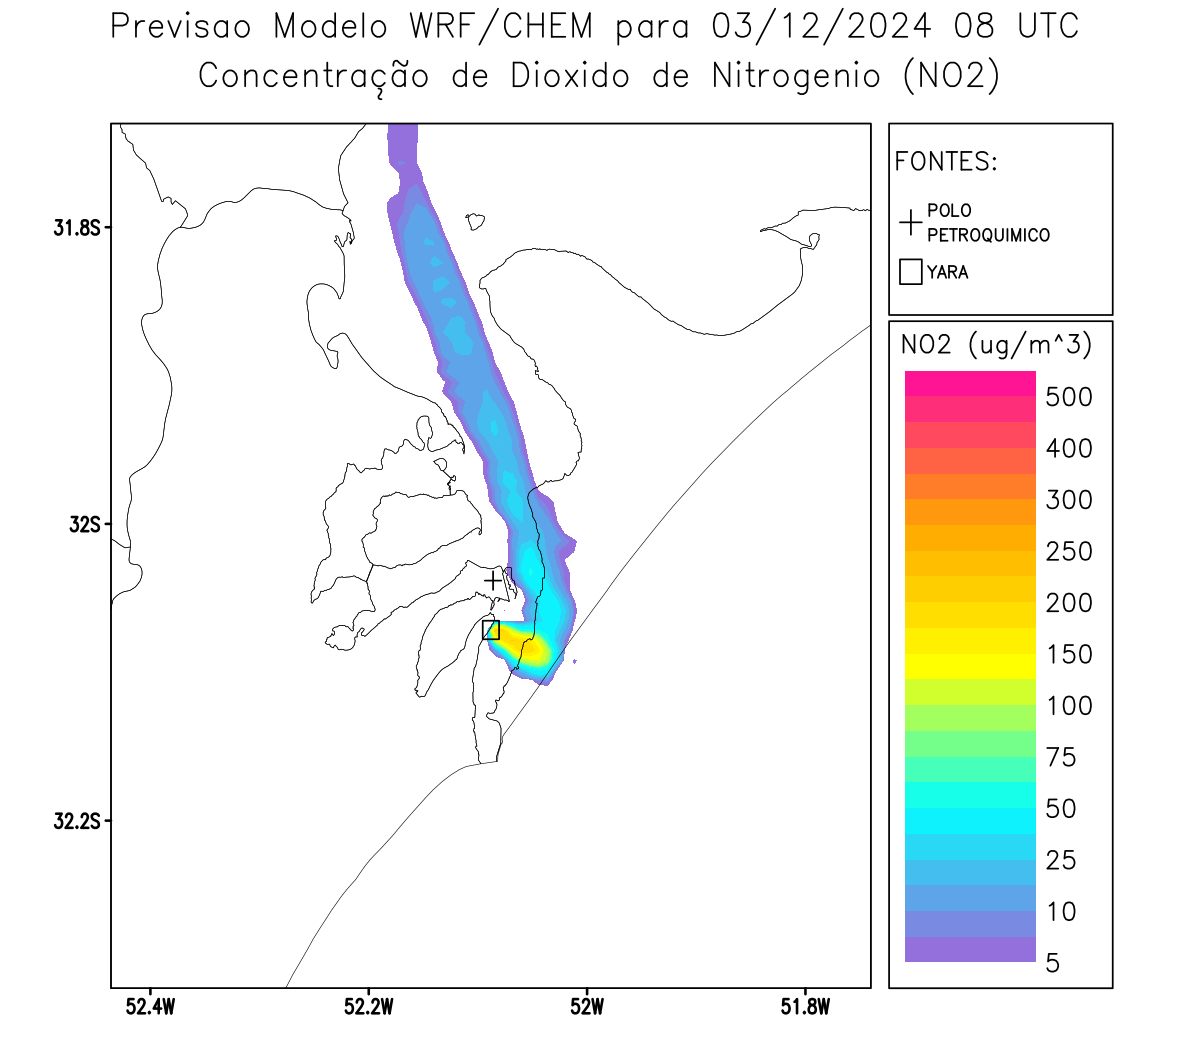 Previsao Modelo WRF/CHEM para 03/12/2024 08 UTC
Concentração de Dioxido de Nitrogenio (NO2)
FONTES:
POLO
PETROQUIMICO
YARA
31.8S
32S
32.2S
52.4W
52.2W
52W
51.8W
NO2 (ug/m^3)
500
400
300
250
200
150
100
75
50
25
10
5